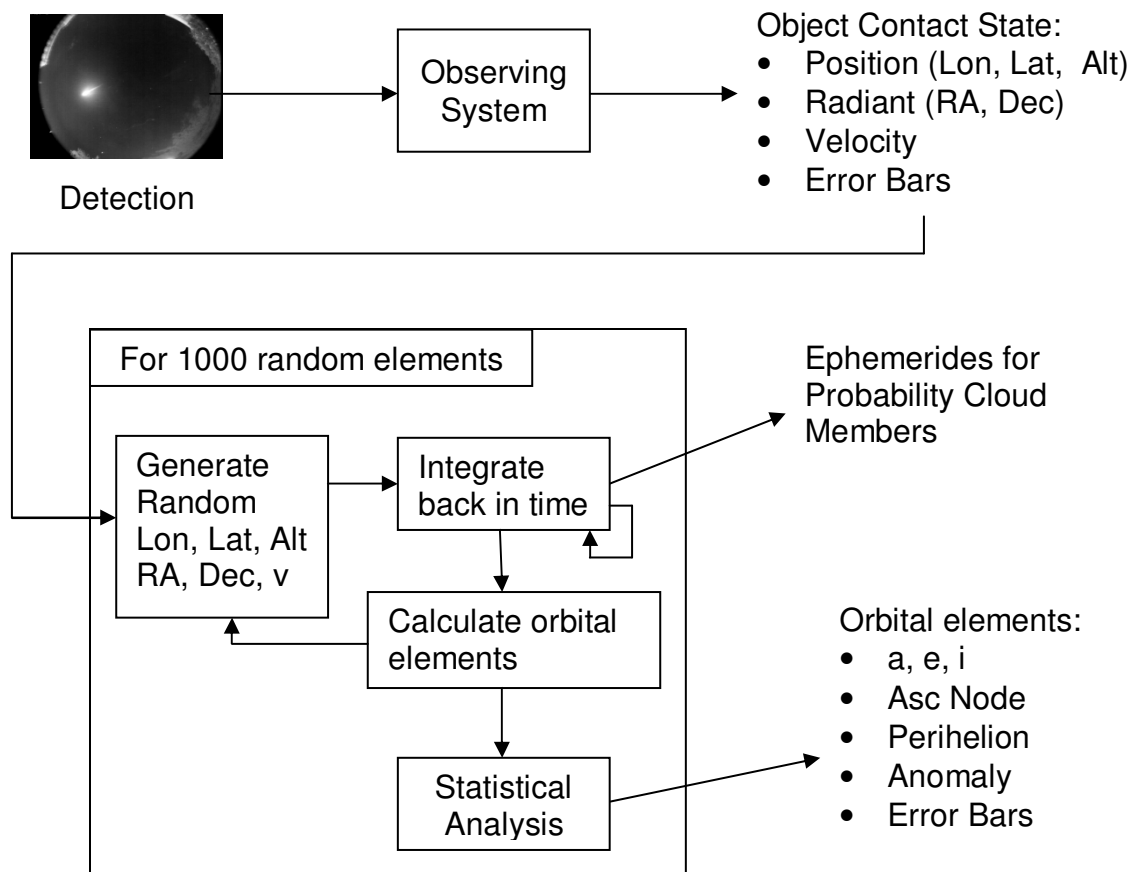 Detection
Observing
System
Object Contact State:
• Position (Lon, Lat, Alt)
• Radiant (RA, Dec)
• Velocity
• Error Bars
For 1000 random elements
Generate
Random
Lon, Lat, Alt
RA, Dec, v
Integrate
back in time
Ephemerides for
Probability Cloud
Members
Calculate orbital
elements
Statistical
Analysis
Orbital elements:
• a, e, i
• Asc Node
• Perihelion
• Anomaly
• Error Bars